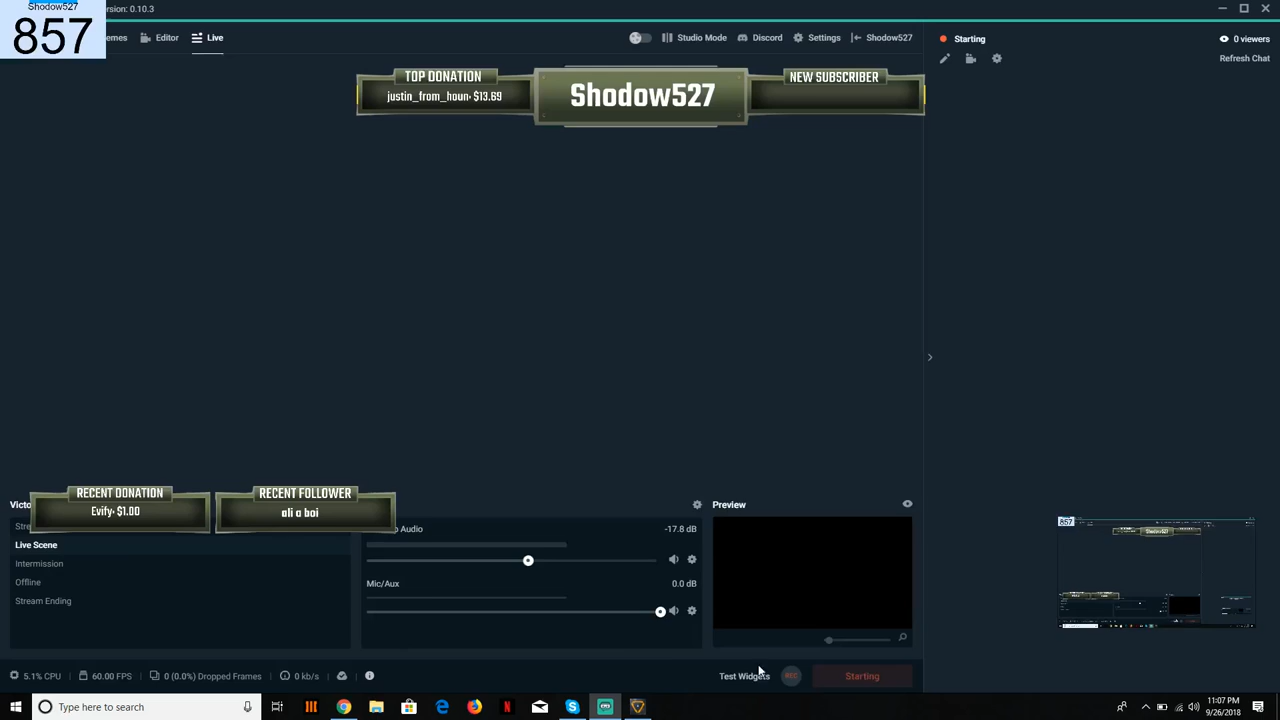 Shodow527
857
rsion: 0.10.3
emes
Editor
Live
Studio Mode
Discord
Settings
Shodow527
Starting
0 viewers
Refresh Chat
TOP DONATION
justin_from_houn• $13.69
Shodow527
NEW SUBSCRIBER
RECENT DONATION
Evify• $1.00
RECENT FOLLOWER
ali a boi
Victo
Stre
Live Scene
Intermission
Offline
Stream Ending
Audio
-17.8 dB
Mic/Aux
0.0 dB
Preview
5.1% CPU
60.00 FPS
0 (0.0%) Dropped Frames
0 kb/s
Test Widgets
REC
Starting
857
Type here to search
11:07 PM
9/26/2018